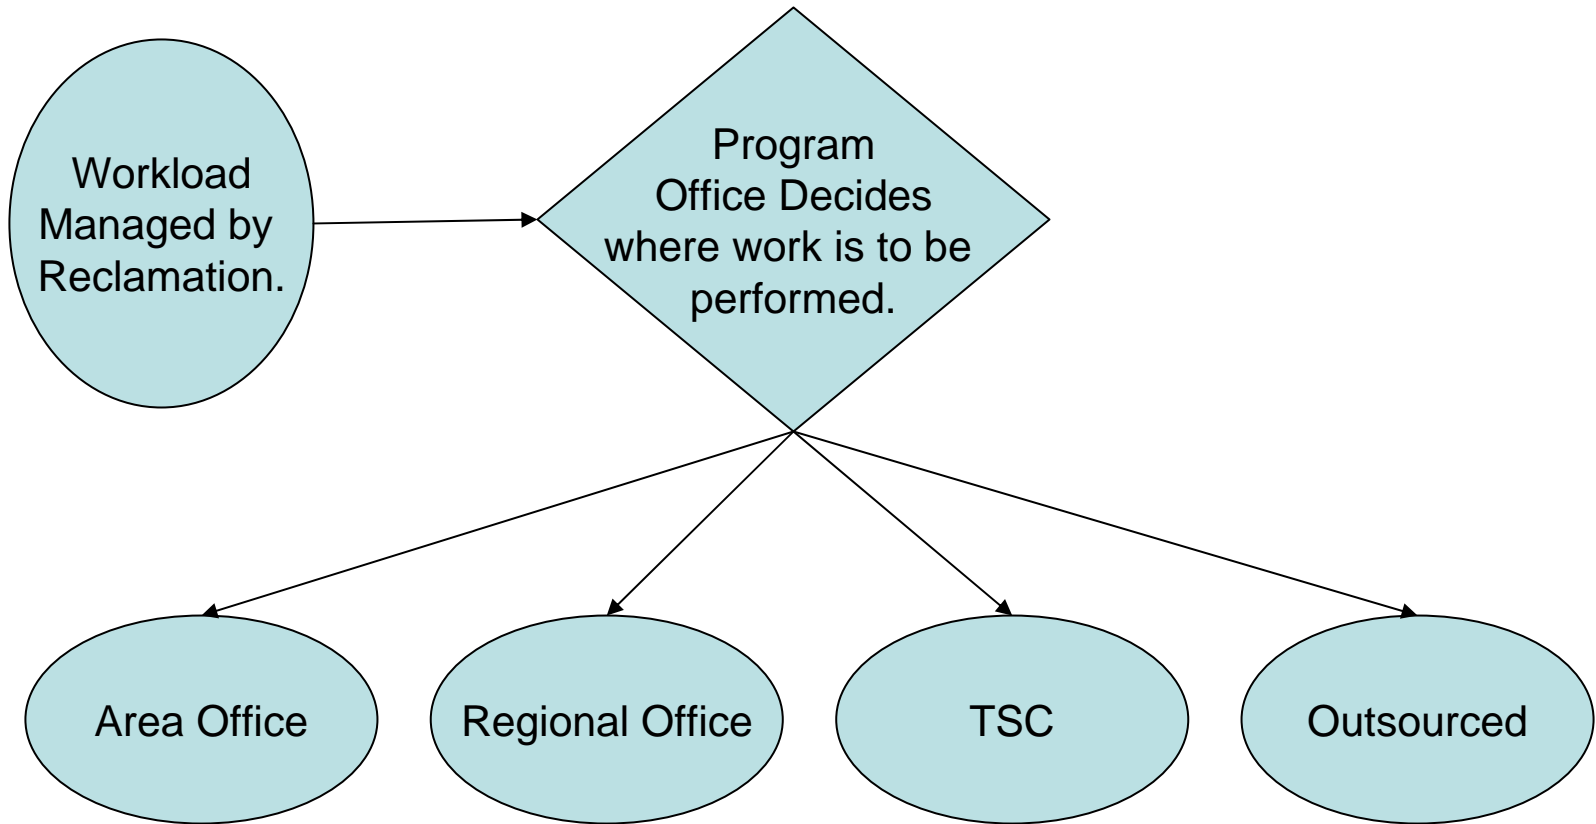 Workload
Managed by
Reclamation.
Program
Office Decides
where work is to be
performed.
Area Office
Regional Office
TSC
Outsourced